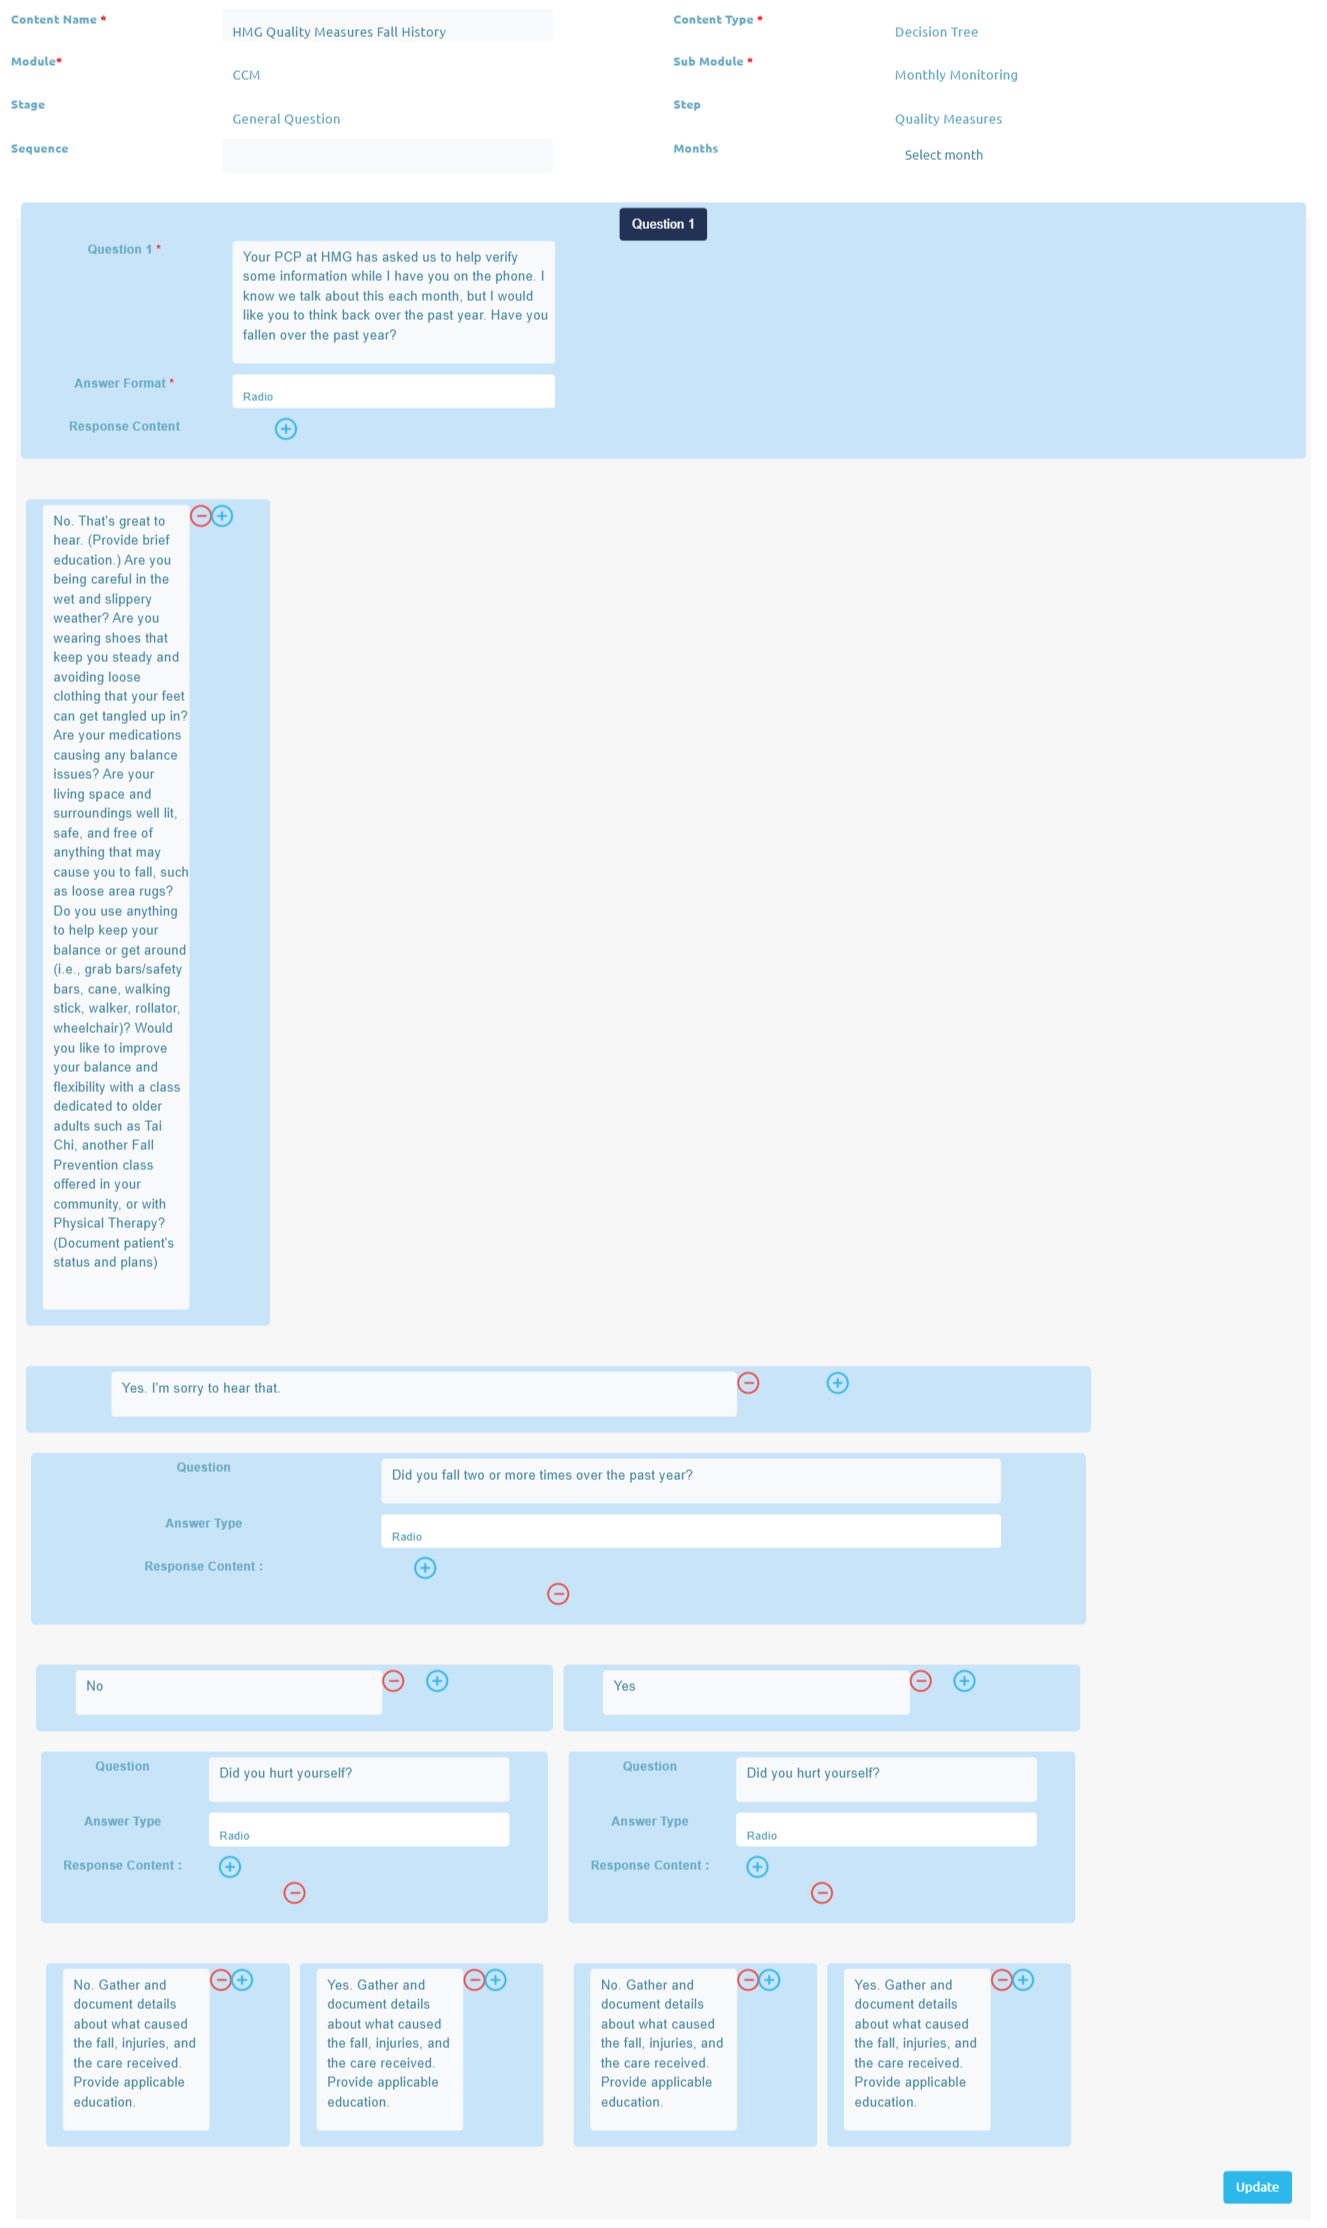 Content Name *
HMG Quality Measures Fall History
Content Type *
Decision Tree
Module*
CCM
Sub Module *
Monthly Monitoring
Stage
General Question
Step
Quality Measures
Sequence
Months
Select month
Question 1
Question 1 *
Your PCP at HMG has asked us to help verify
some information while I have you on the phone. I
know we talk about this each month, but I would
like you to think back over the past year. Have you
fallen over the past year?
Answer Format *
Radio
Response Content
No. That's great to
hear. (Provide brief
education.) Are you
being careful in the
wet and slippery
weather? Are you
wearing shoes that
keep you steady and
avoiding loose
clothing that your feet
can get tangled up in?
Are your medications
causing any balance
issues? Are your
living space and
surroundings well lit,
safe, and free of
anything that may
cause you to fall, such
as loose area rugs?
Do you use anything
to help keep your
balance or get around
(i.e., grab bars/safety
bars, cane, walking
stick, walker, rollator,
wheelchair)? Would
you like to improve
your balance and
flexibility with a class
dedicated to older
adults such as Tai
Chi, another Fall
Prevention class
offered in your
community, or with
Physical Therapy?
(Document patient's
status and plans)
Yes. I'm sorry to hear that.
Question
Did you fall two or more times over the past year?
Answer Type
Radio
Response Content :
No
Yes
Question
Did you hurt yourself?
Answer Type
Radio
Response Content :
Question
Did you hurt yourself?
Answer Type
Radio
Response Content :
No. Gather and
document details
about what caused
the fall, injuries, and
the care received.
Provide applicable
education.
Yes. Gather and
document details
about what caused
the fall, injuries, and
the care received.
Provide applicable
education.
No. Gather and
document details
about what caused
the fall, injuries, and
the care received.
Provide applicable
education.
Yes. Gather and
document details
about what caused
the fall, injuries, and
the care received.
Provide applicable
education.
Update